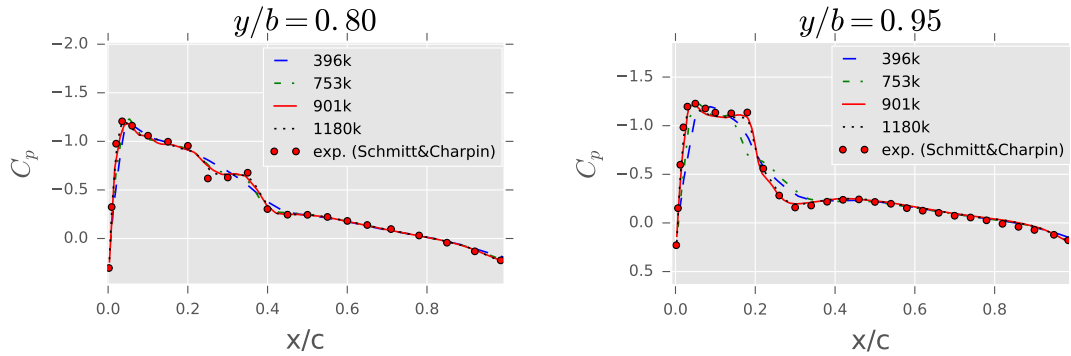 y/b = 0.80
−2.0
−1.5
−1.0
−0.5
0.0
C_p
396k
753k
901k
1180k
exp. (Schmitt&Charpin)
0.0 0.2 0.4 0.6 0.8
x/c
y/b = 0.95
−1.5
−1.0
−0.5
0.0
0.5
C_p
396k
753k
901k
1180k
exp. (Schmitt&Charpin)
0.0 0.2 0.4 0.6 0.8
x/c